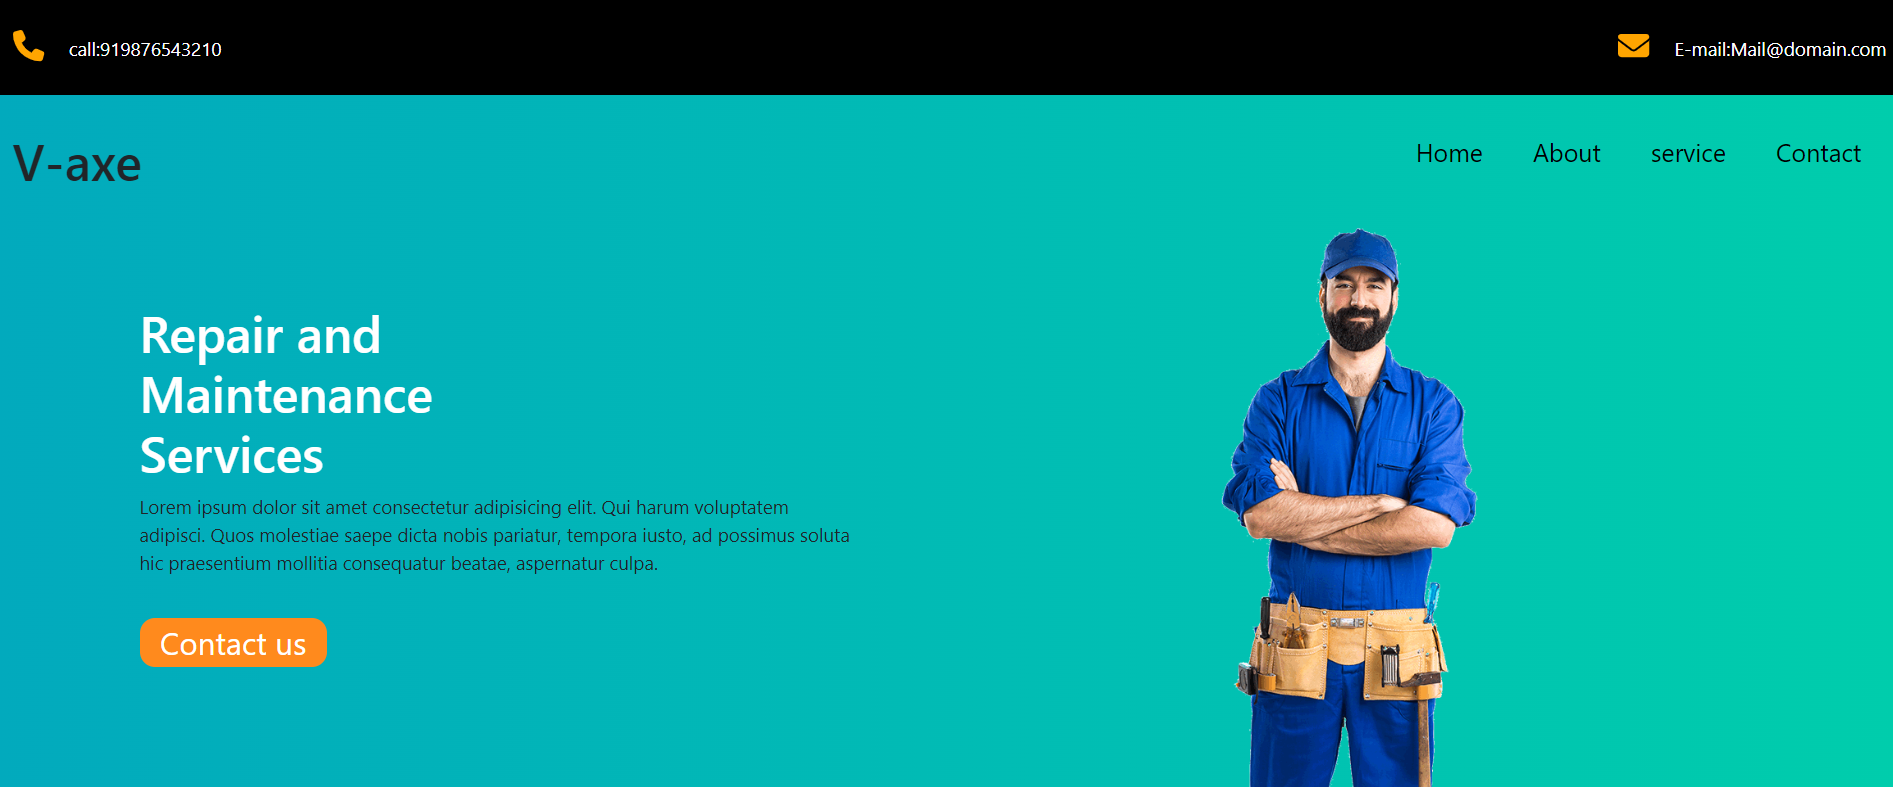 call:919876543210
E-mail:Mail@domain.com
V-axe
Home
About
service
Contact
Repair and
Maintenance
Services
Lorem ipsum dolor sit amet consectetur adipisicing elit. Qui harum voluptatem
adipisci. Quos molestiae saepe dicta nobis pariatur, tempora iusto, ad possimus soluta
hic praesentium mollitia consequatur beatae, aspernatur culpa.
Contact us